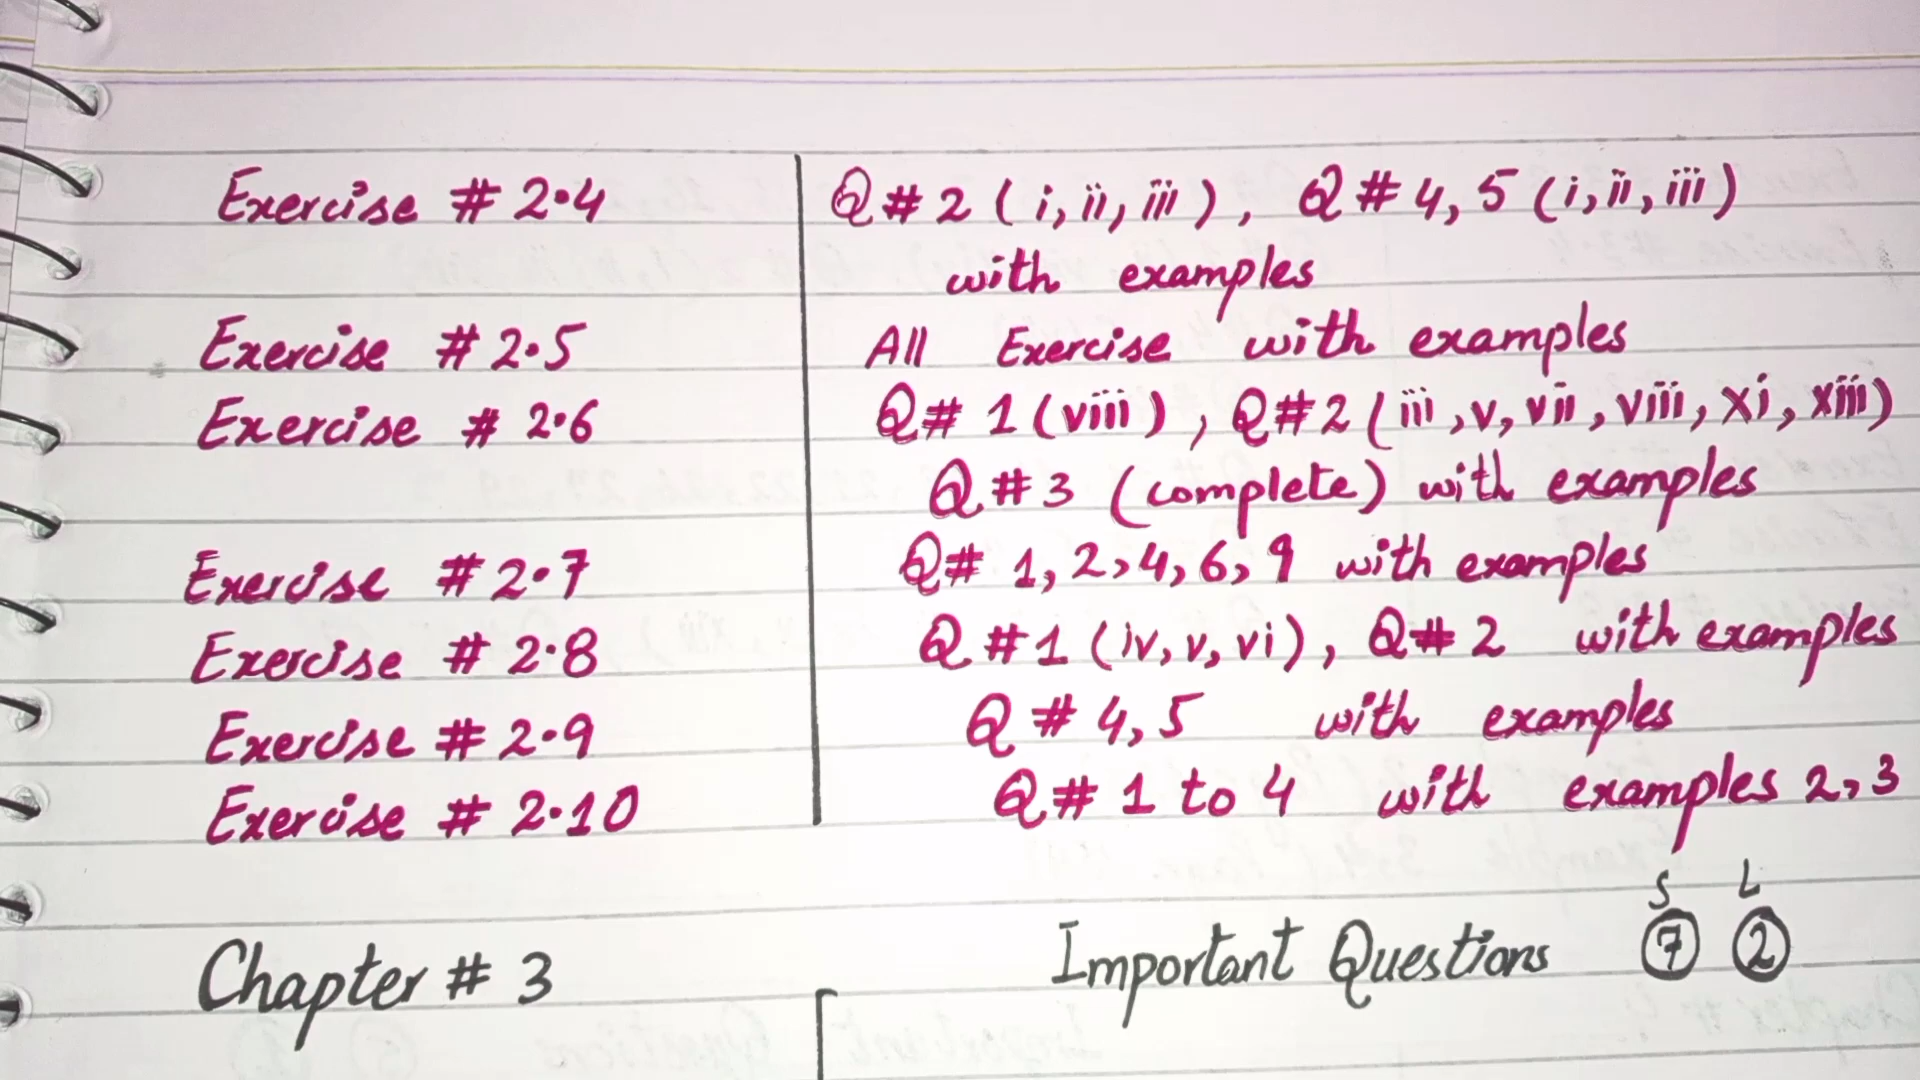 Exercise # 2.4 Q # 2 (i, ii, iii), Q # 4, 5 (i, ii, iii)
with examples
Exercise # 2.5 All Exercise with examples
Exercise # 2.6 Q# 1 (viii), Q#2 (iii, v, vii, viii, xi, xiii)
Q # 3 (complete) with examples
Exercise # 2.7 Q# 1, 2, 4, 6, 9 with examples
Exercise # 2.8 Q #1 (iv, v, vi), Q# 2 with examples
Exercise # 2.9 Q # 4, 5 with examples
Exercise # 2.10 Q# 1 to 4 with examples 2, 3
S L
Chapter # 3 Important Questions 7 2